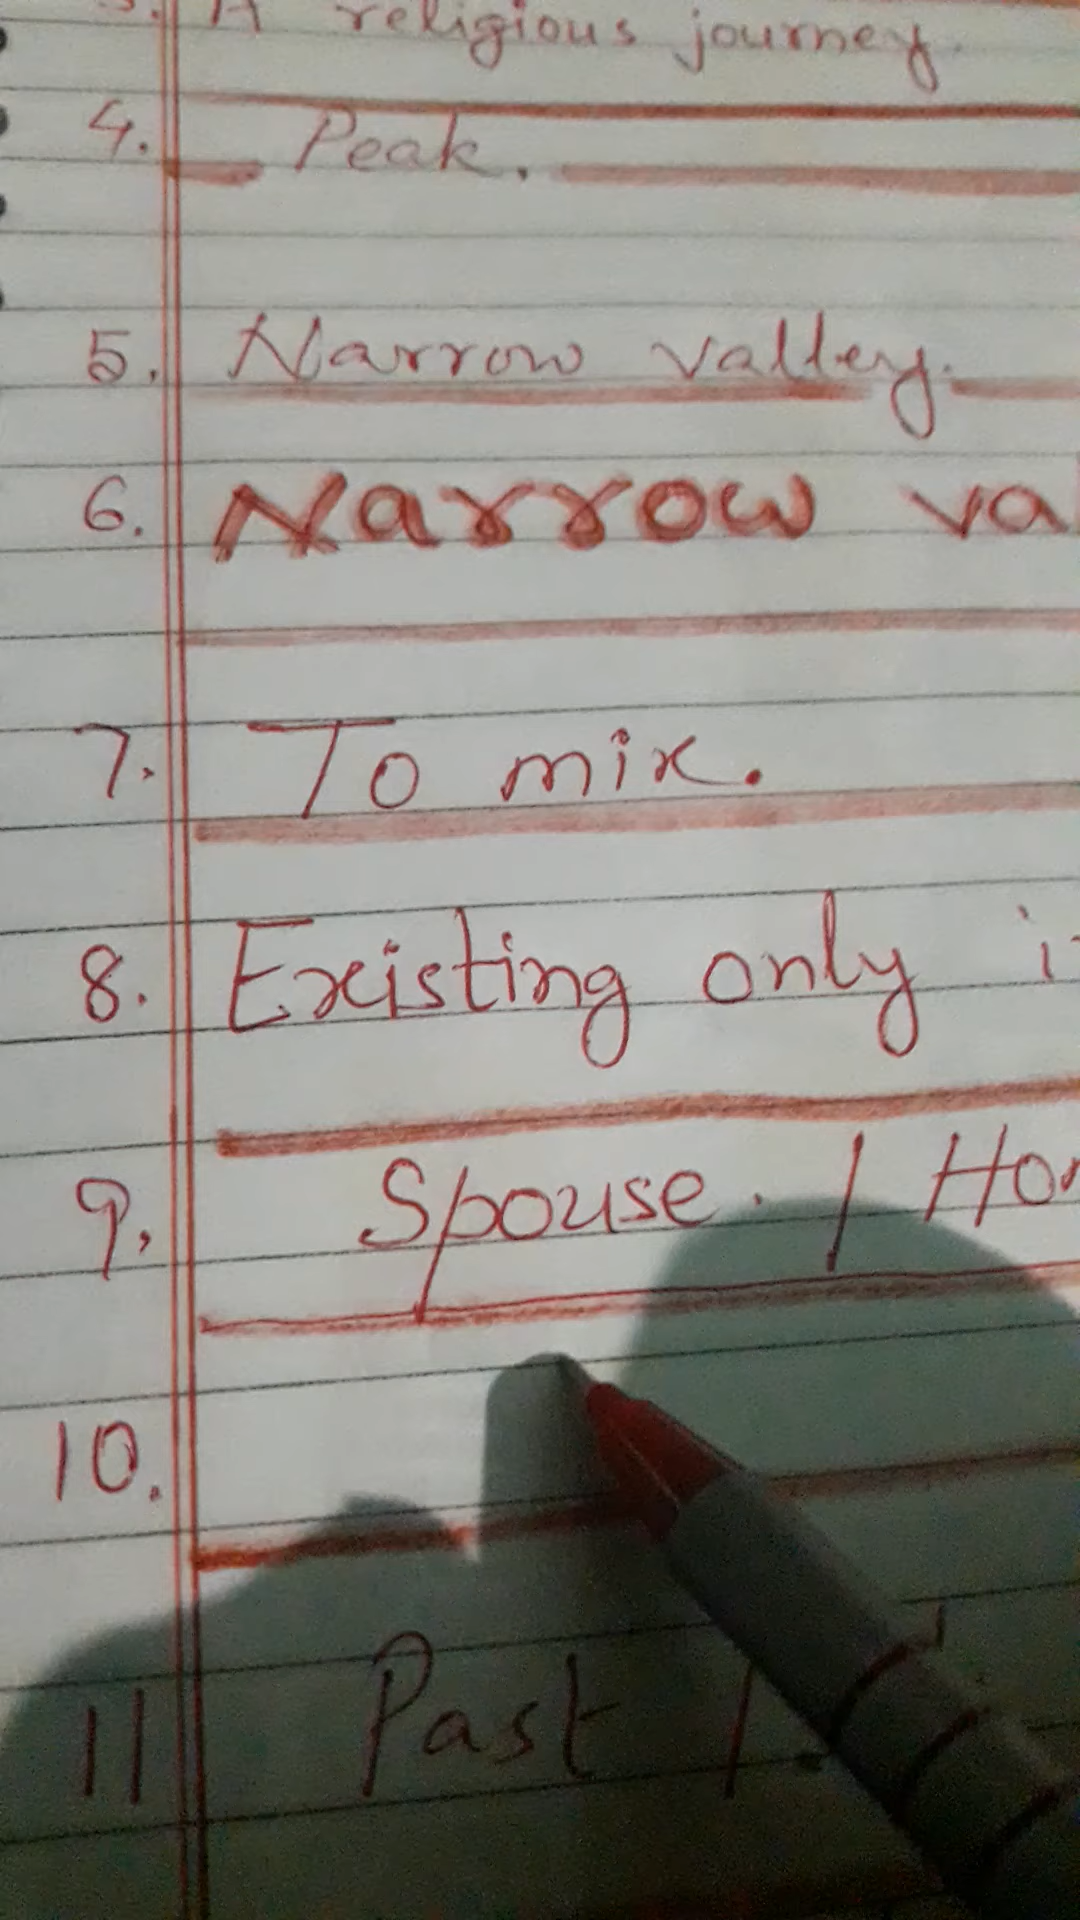 3. A religious journey.
4. Peak.
5. Narrow valley.
6. Narrow va
7. To mix.
8. Existing only i
9. Spouse. / Ho
10.
11 Past /